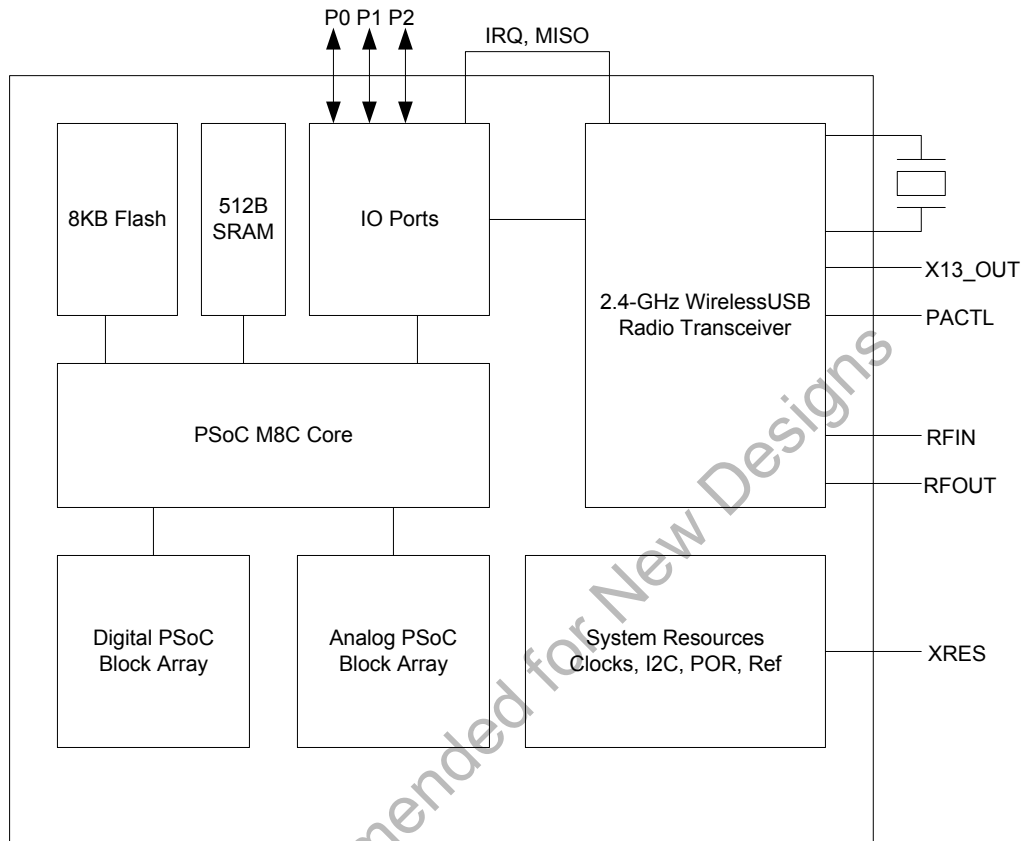 P0 P1 P2
IRQ, MISO
8KB Flash
512B
SRAM
IO Ports
2.4-GHz WirelessUSB
Radio Transceiver
X13_OUT
PACTL
PSoC M8C Core
RFIN
RFOUT
Digital PSoC
Block Array
Analog PSoC
Block Array
System Resources
Clocks, I2C, POR, Ref
XRES
for New Designs